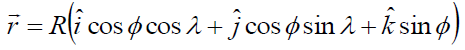 r⃗ = R(î cos ϕ cos λ + ĵ cos ϕ sin λ + k̂ sin ϕ)